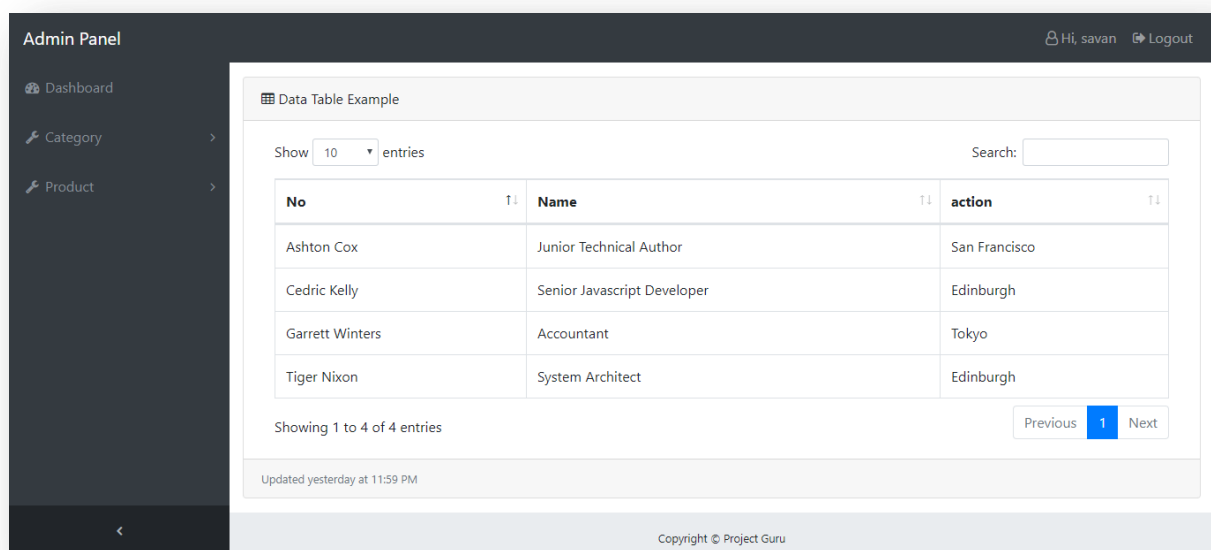 Admin Panel
Hi, savan Logout
Dashboard
Category
Product
Data Table Example
Show 10 entries Search:
No Name action
Ashton Cox Junior Technical Author San Francisco
Cedric Kelly Senior Javascript Developer Edinburgh
Garrett Winters Accountant Tokyo
Tiger Nixon System Architect Edinburgh
Showing 1 to 4 of 4 entries Previous 1 Next
Updated yesterday at 11:59 PM
Copyright © Project Guru